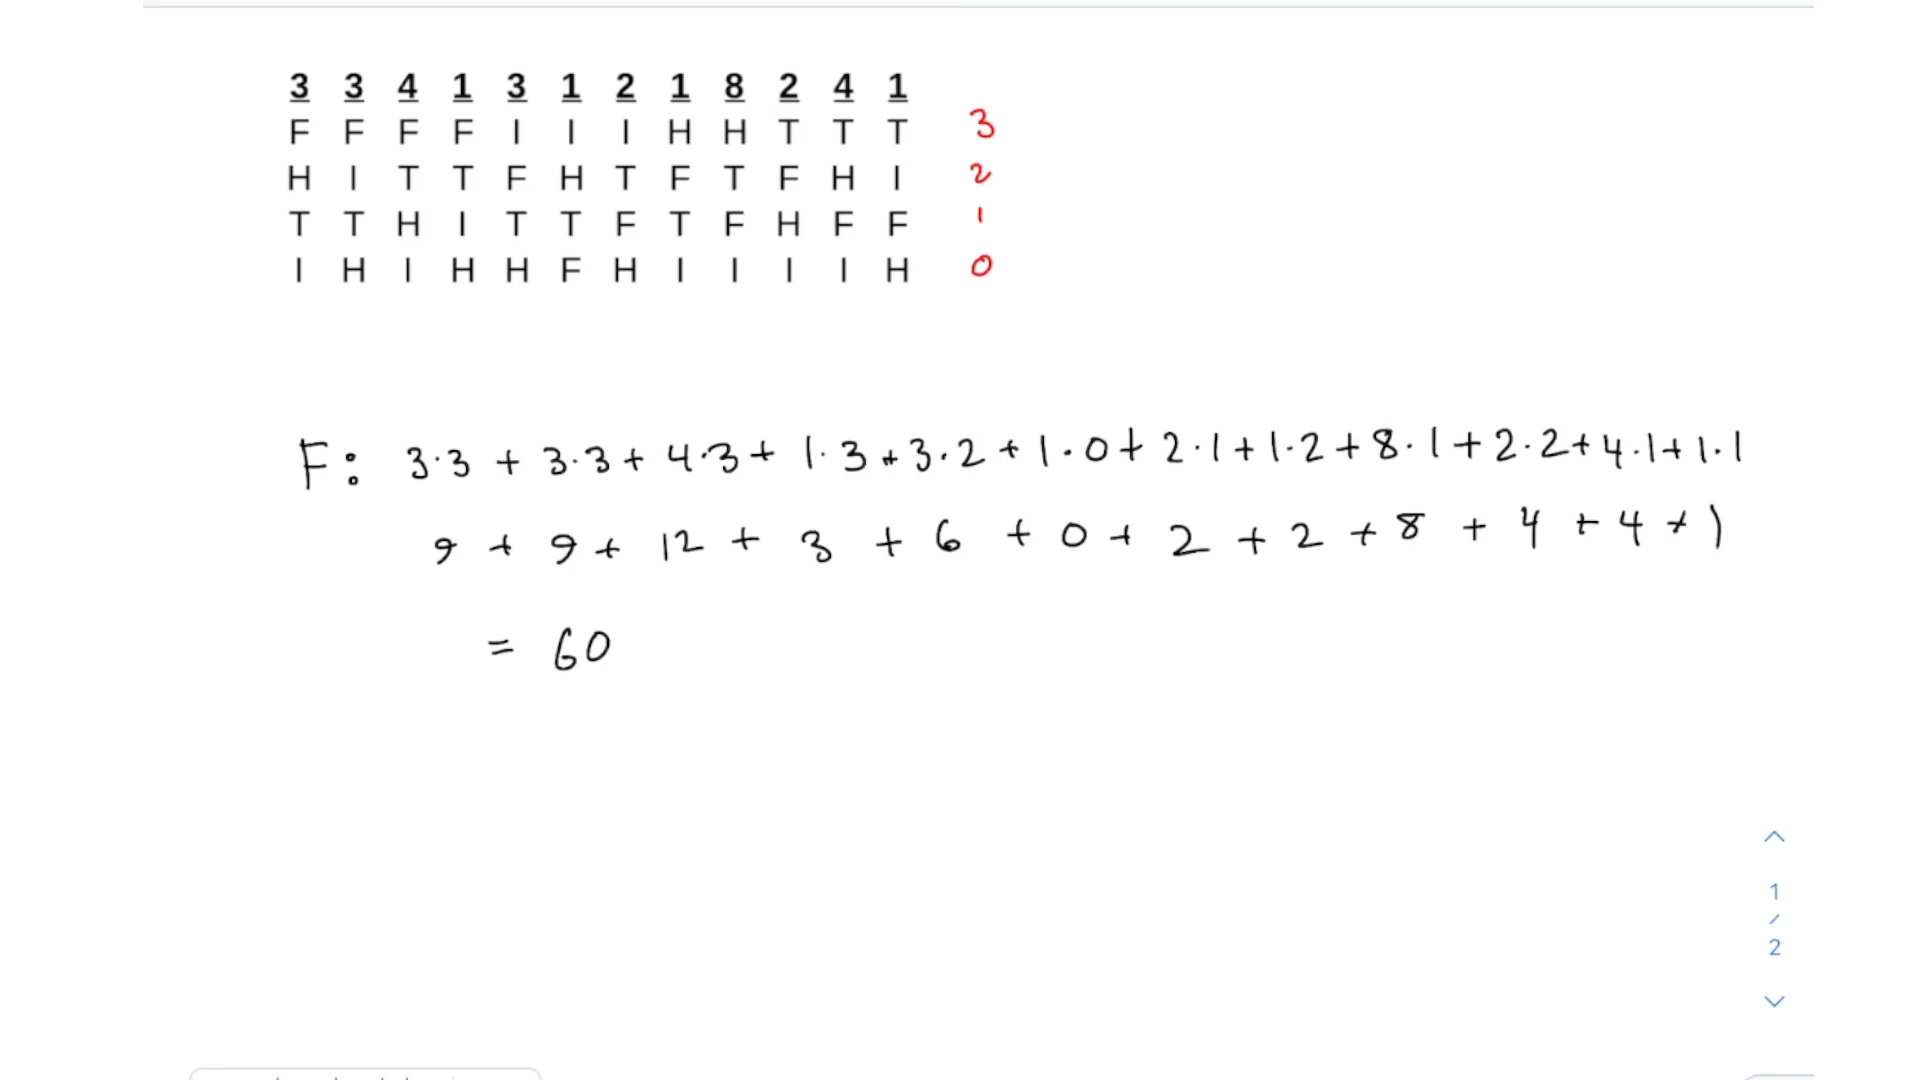 3 3 4 1 3 1 2 1 8 2 4 1
F F F F I I I H H T T T 3
H I T T F H T F T F H I 2
T T H I T T F T F H F F 1
I H I H H F H I I I I H 0
F: 3·3 + 3·3 + 4·3 + 1·3 + 3·2 + 1·0 + 2·1 + 1·2 + 8·1 + 2·2 + 4·1 + 1·1
9 + 9 + 12 + 3 + 6 + 0 + 2 + 2 + 8 + 4 + 4 + 1
= 60
1
/
2